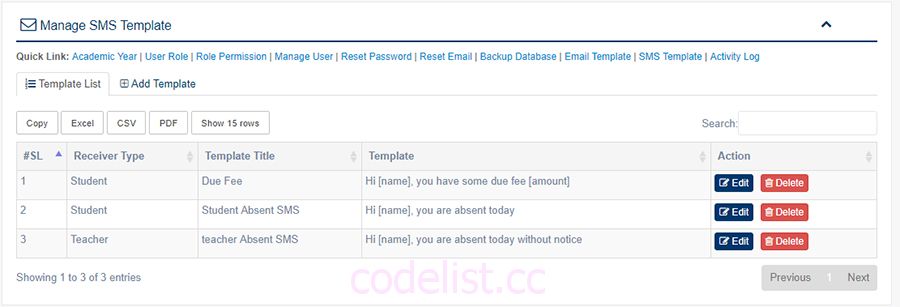 Manage SMS Template
Quick Link: Academic Year | User Role | Role Permission | Manage User | Reset Password | Reset Email | Backup Database | Email Template | SMS Template | Activity Log
Template List Add Template
Copy Excel CSV PDF Show 15 rows Search:
#SL Receiver Type Template Title Template Action
1 Student Due Fee Hi [name], you have some due fee [amount] Edit Delete
2 Student Student Absent SMS Hi [name], you are absent today Edit Delete
3 Teacher teacher Absent SMS Hi [name], you are absent today without notice Edit Delete
Showing 1 to 3 of 3 entries Previous 1 Next
codelist.cc